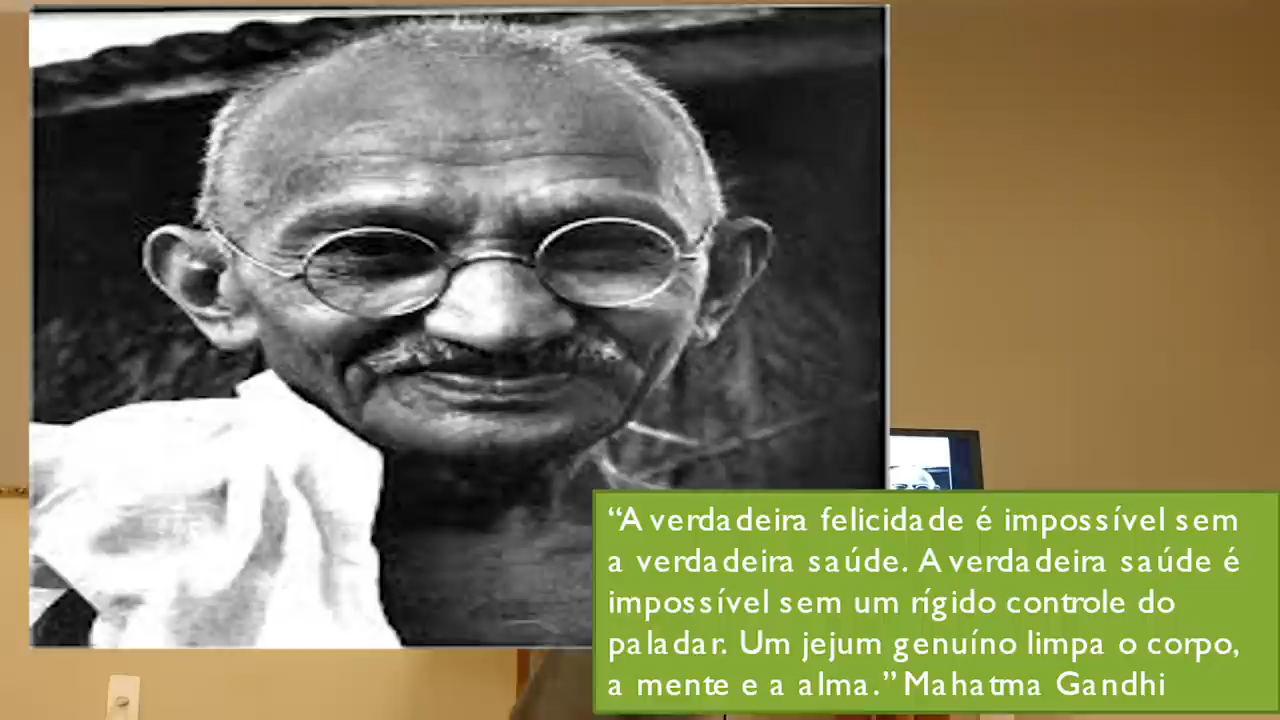 “A verdadeira felicidade é impossível sem
a verdadeira saúde. A verdadeira saúde é
impossível sem um rígido controle do
paladar. Um jejum genuíno limpa o corpo,
a mente e a alma.” Mahatma Gandhi